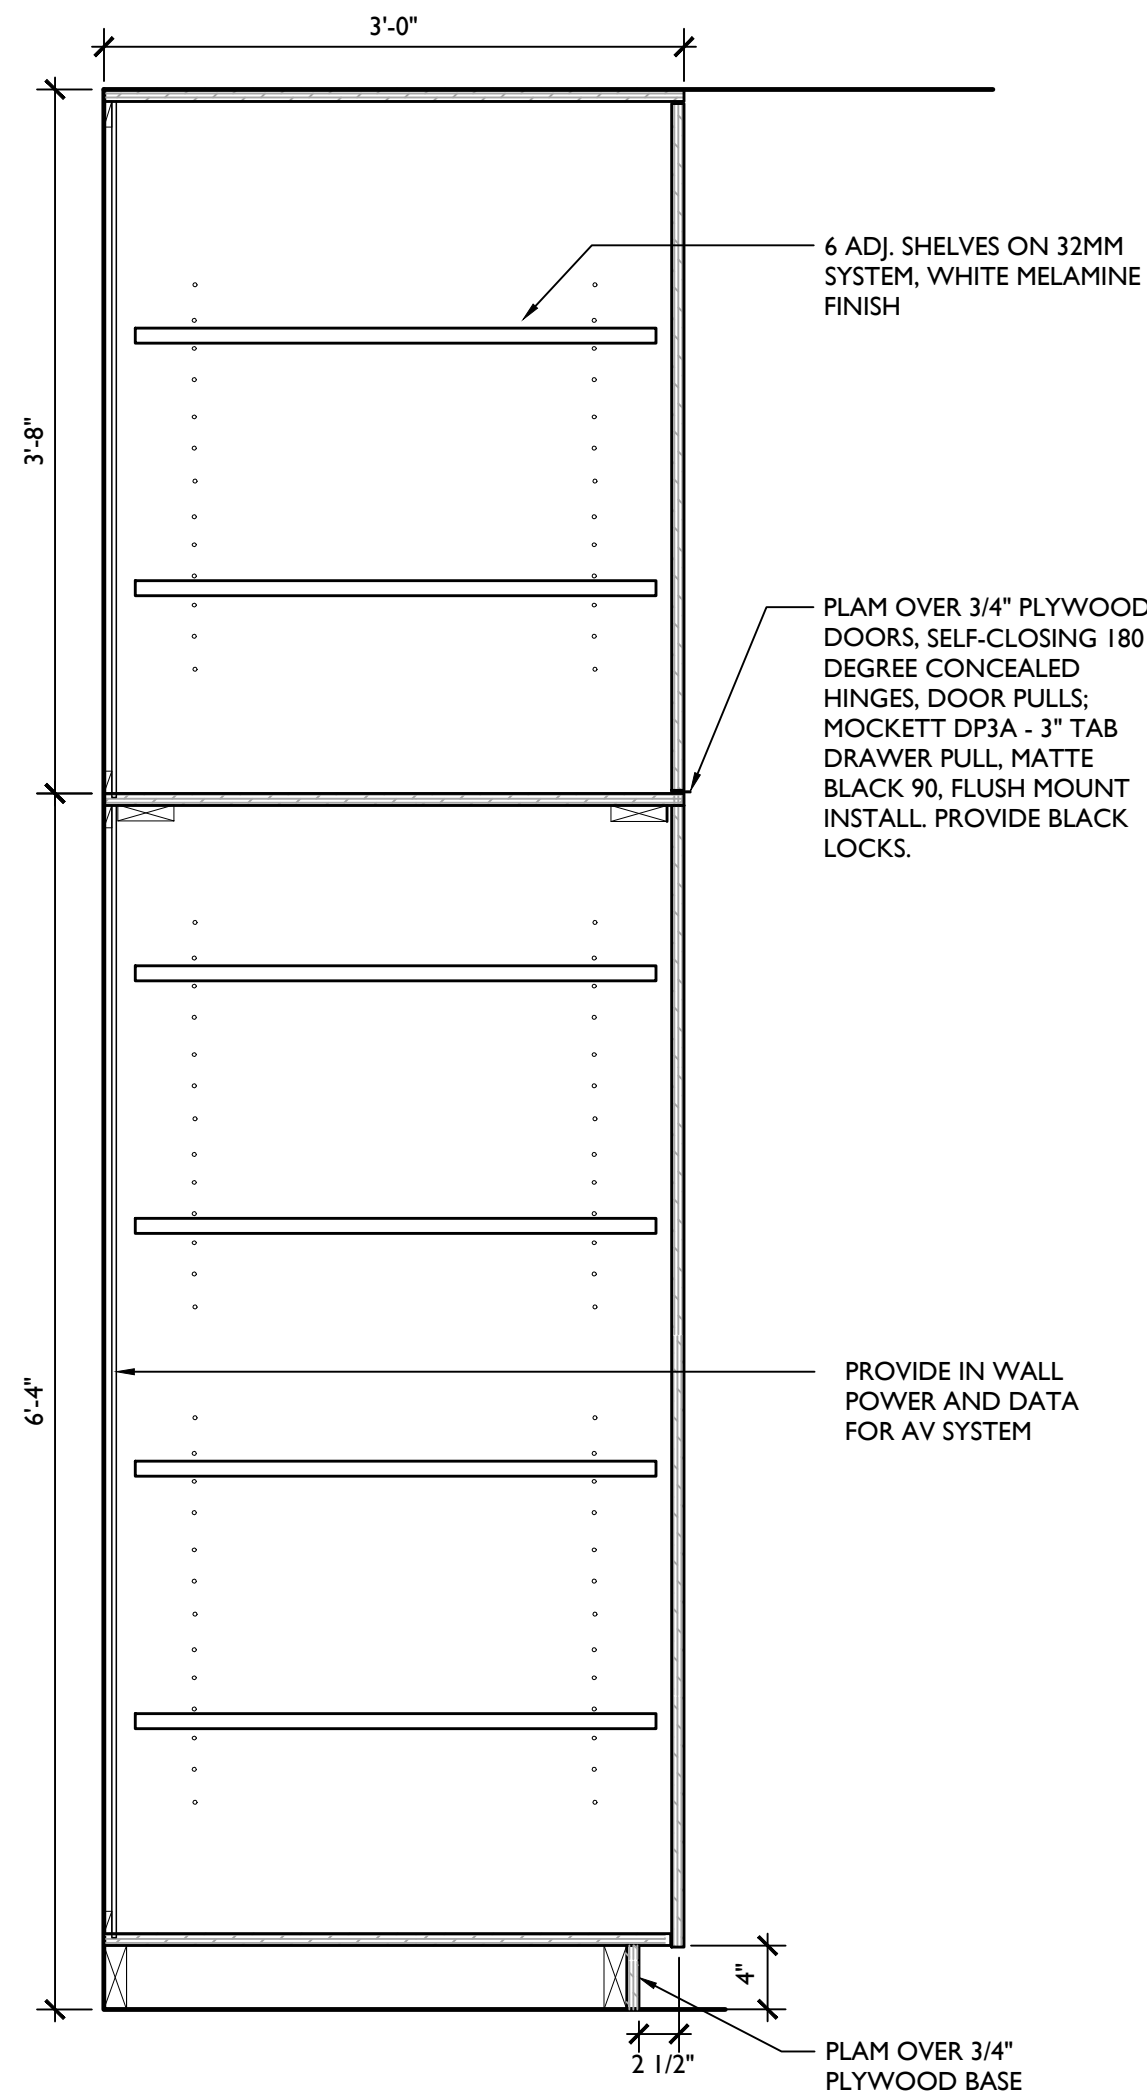 3'-0"
6 ADJ. SHELVES ON 32MM
SYSTEM, WHITE MELAMINE
FINISH
3'-8"
PLAM OVER 3/4" PLYWOOD
DOORS, SELF-CLOSING 180
DEGREE CONCEALED
HINGES, DOOR PULLS;
MOCKETT DP3A - 3" TAB
DRAWER PULL, MATTE
BLACK 90, FLUSH MOUNT
INSTALL. PROVIDE BLACK
LOCKS.
6'-4"
PROVIDE IN WALL
POWER AND DATA
FOR AV SYSTEM
4"
2 1/2"
PLAM OVER 3/4"
PLYWOOD BASE